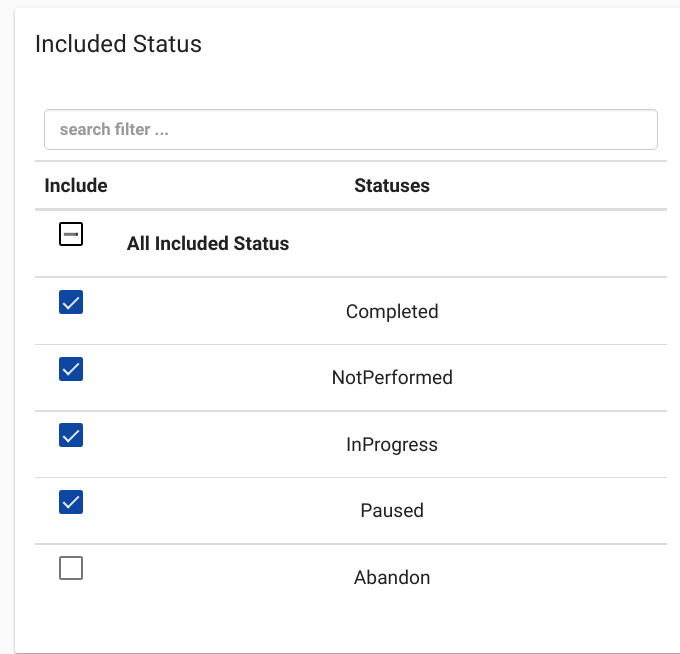 Included Status
search filter ...
Include Statuses
All Included Status
Completed
NotPerformed
InProgress
Paused
Abandon